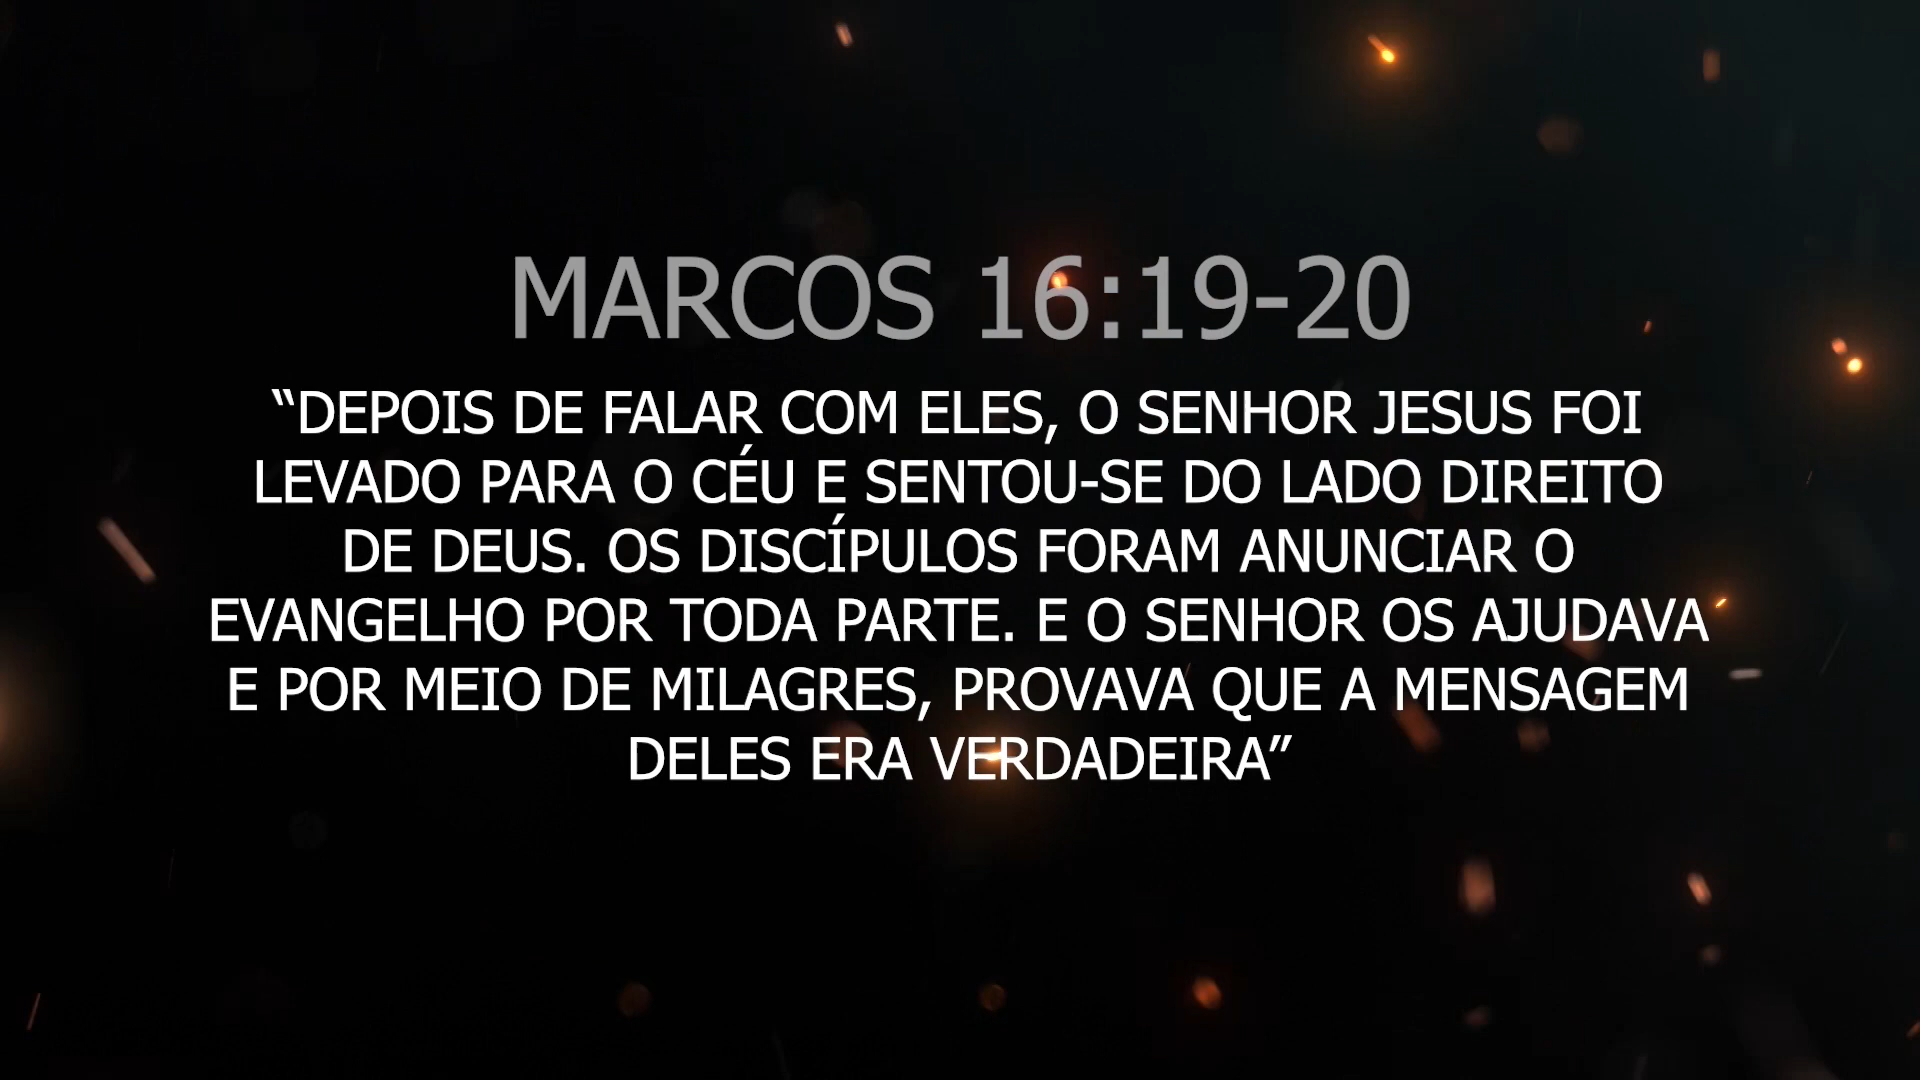 MARCOS 16:19-20
“DEPOIS DE FALAR COM ELES, O SENHOR JESUS FOI
LEVADO PARA O CÉU E SENTOU-SE DO LADO DIREITO
DE DEUS. OS DISCÍPULOS FORAM ANUNCIAR O
EVANGELHO POR TODA PARTE. E O SENHOR OS AJUDAVA
E POR MEIO DE MILAGRES, PROVAVA QUE A MENSAGEM
DELES ERA VERDADEIRA”